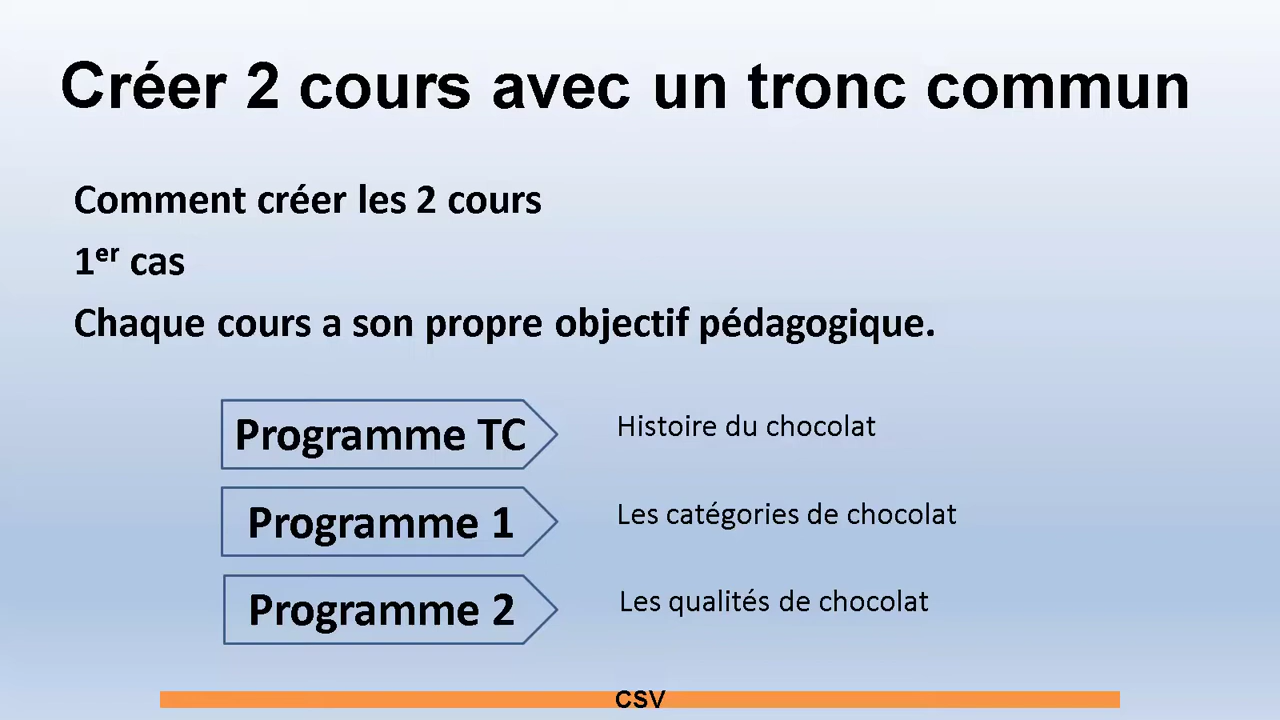 Créer 2 cours avec un tronc commun
Comment créer les 2 cours
1er cas
Chaque cours a son propre objectif pédagogique.
Programme TC
Histoire du chocolat
Programme 1
Les catégories de chocolat
Programme 2
Les qualités de chocolat
CSV